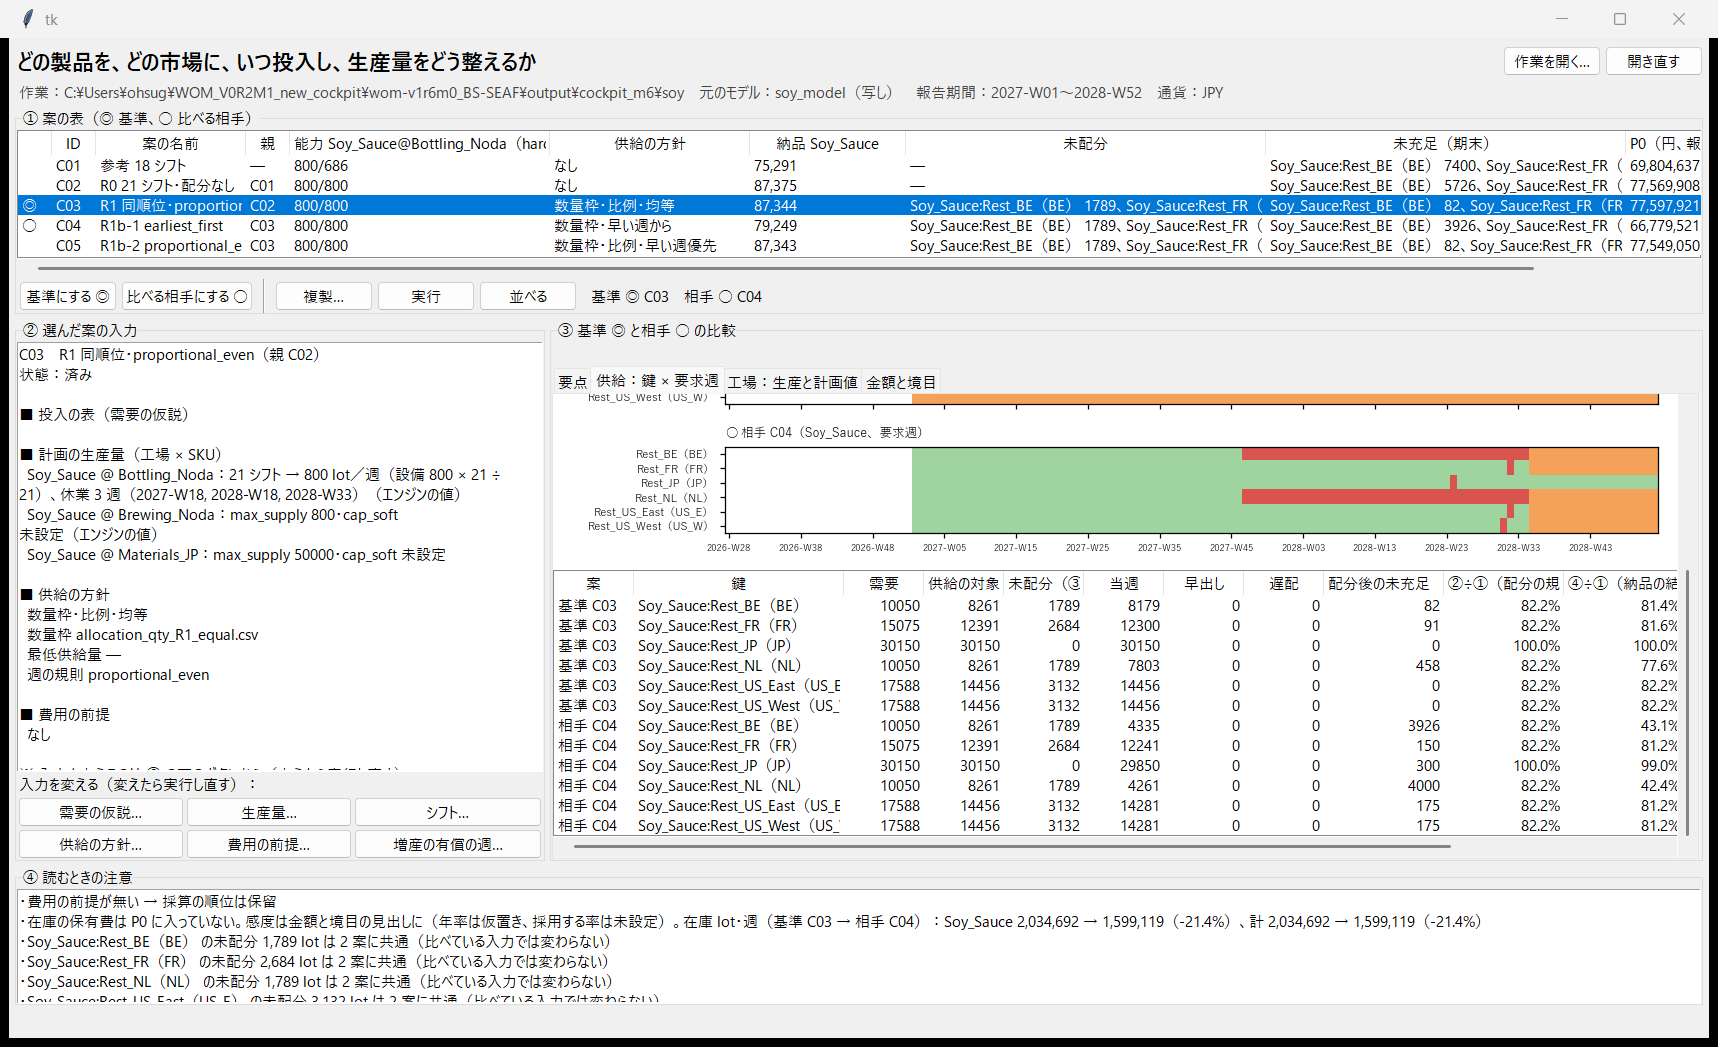 tk
どの製品を、どの市場に、いつ投入し、生産量をどう整えるか
作業を開く...
開き直す
作業：C:¥Users¥ohsug¥WOM_V0R2M1_new_cockpit¥wom-v1r6m0_BS-SEAF¥output¥cockpit_m6¥soy　元のモデル：soy_model（写し）　報告期間：2027-W01～2028-W52　通貨：JPY
① 案の表（◎ 基準、○ 比べる相手）
ID 案の名前 親 能力 Soy_Sauce@Bottling_Noda（hard 供給の方針 納品 Soy_Sauce 未配分 未充足（期末） P0（円、報
C01 参考 18 シフト — 800/686 なし 75,291 — Soy_Sauce:Rest_BE（BE） 7400、Soy_Sauce:Rest_FR（ 69,804,637
C02 R0 21 シフト・配分なし C01 800/800 なし 87,375 — Soy_Sauce:Rest_BE（BE） 5726、Soy_Sauce:Rest_FR（ 77,569,908
◎ C03 R1 同順位・proportior C02 800/800 数量枠・比例・均等 87,344 Soy_Sauce:Rest_BE（BE） 1789、Soy_Sauce:Rest_FR（ Soy_Sauce:Rest_BE（BE） 82、Soy_Sauce:Rest_FR（FR 77,597,921
○ C04 R1b-1 earliest_first C03 800/800 数量枠・早い週から 79,249 Soy_Sauce:Rest_BE（BE） 1789、Soy_Sauce:Rest_FR（ Soy_Sauce:Rest_BE（BE） 3926、Soy_Sauce:Rest_FR（ 66,779,521
C05 R1b-2 proportional_e C03 800/800 数量枠・比例・早い週優先 87,343 Soy_Sauce:Rest_BE（BE） 1789、Soy_Sauce:Rest_FR（ Soy_Sauce:Rest_BE（BE） 82、Soy_Sauce:Rest_FR（FR 77,549,050
基準にする ◎ 比べる相手にする ○ 複製... 実行 並べる 基準 ◎ C03　相手 ○ C04
② 選んだ案の入力
C03　R1 同順位・proportional_even（親 C02）
状態：済み
■ 投入の表（需要の仮説）
■ 計画の生産量（工場 × SKU）
Soy_Sauce @ Bottling_Noda：21 シフト → 800 lot／週（設備 800 × 21 ÷
21）、休業 3 週（2027-W18, 2028-W18, 2028-W33）（エンジンの値）
Soy_Sauce @ Brewing_Noda：max_supply 800・cap_soft
未設定（エンジンの値）
Soy_Sauce @ Materials_JP：max_supply 50000・cap_soft 未設定
■ 供給の方針
数量枠・比例・均等
数量枠 allocation_qty_R1_equal.csv
最低供給量 —
週の規則 proportional_even
■ 費用の前提
なし
入力を変える（変えたら実行し直す）：
需要の仮説... 生産量... シフト...
供給の方針... 費用の前提... 増産の有償の週...
③ 基準 ◎ と相手 ○ の比較
要点 供給：鍵 × 要求週 工場：生産と計画値 金額と境目
Rest_US_West（US_W）
○ 相手 C04（Soy_Sauce、要求週）
Rest_BE（BE）
Rest_FR（FR）
Rest_JP（JP）
Rest_NL（NL）
Rest_US_East（US_E）
Rest_US_West（US_W）
2026-W28 2026-W38 2026-W48 2027-W05 2027-W15 2027-W25 2027-W35 2027-W45 2028-W03 2028-W13 2028-W23 2028-W33 2028-W43
案 鍵 需要 供給の対象 未配分（③ 当週 早出し 遅配 配分後の未充足 ②÷①（配分の規 ④÷①（納品の結
基準 C03 Soy_Sauce:Rest_BE（BE） 10050 8261 1789 8179 0 0 82 82.2% 81.4%
基準 C03 Soy_Sauce:Rest_FR（FR） 15075 12391 2684 12300 0 0 91 82.2% 81.6%
基準 C03 Soy_Sauce:Rest_JP（JP） 30150 30150 0 30150 0 0 0 100.0% 100.0%
基準 C03 Soy_Sauce:Rest_NL（NL） 10050 8261 1789 7803 0 0 458 82.2% 77.6%
基準 C03 Soy_Sauce:Rest_US_East（US_E 17588 14456 3132 14456 0 0 0 82.2% 82.2%
基準 C03 Soy_Sauce:Rest_US_West（US_ 17588 14456 3132 14456 0 0 0 82.2% 82.2%
相手 C04 Soy_Sauce:Rest_BE（BE） 10050 8261 1789 4335 0 0 3926 82.2% 43.1%
相手 C04 Soy_Sauce:Rest_FR（FR） 15075 12391 2684 12241 0 0 150 82.2% 81.2%
相手 C04 Soy_Sauce:Rest_JP（JP） 30150 30150 0 29850 0 0 300 100.0% 99.0%
相手 C04 Soy_Sauce:Rest_NL（NL） 10050 8261 1789 4261 0 0 4000 82.2% 42.4%
相手 C04 Soy_Sauce:Rest_US_East（US_E 17588 14456 3132 14281 0 0 175 82.2% 81.2%
相手 C04 Soy_Sauce:Rest_US_West（US_ 17588 14456 3132 14281 0 0 175 82.2% 81.2%
④ 読むときの注意
・費用の前提が無い → 採算の順位は保留
・在庫の保有費は P0 に入っていない。感度は金額と境目の見出しに（年率は仮置き、採用する率は未設定）。在庫 lot・週（基準 C03 → 相手 C04）：Soy_Sauce 2,034,692 → 1,599,119（-21.4%）、計 2,034,692 → 1,599,119（-21.4%）
・Soy_Sauce:Rest_BE（BE） の未配分 1,789 lot は 2 案に共通（比べている入力では変わらない）
・Soy_Sauce:Rest_FR（FR） の未配分 2,684 lot は 2 案に共通（比べている入力では変わらない）
・Soy_Sauce:Rest_NL（NL） の未配分 1,789 lot は 2 案に共通（比べている入力では変わらない）
・Soy_Sauce:Rest_US_East（US_E） の未配分 3,132 lot は 2 案に共通（比べている入力では変わらない）